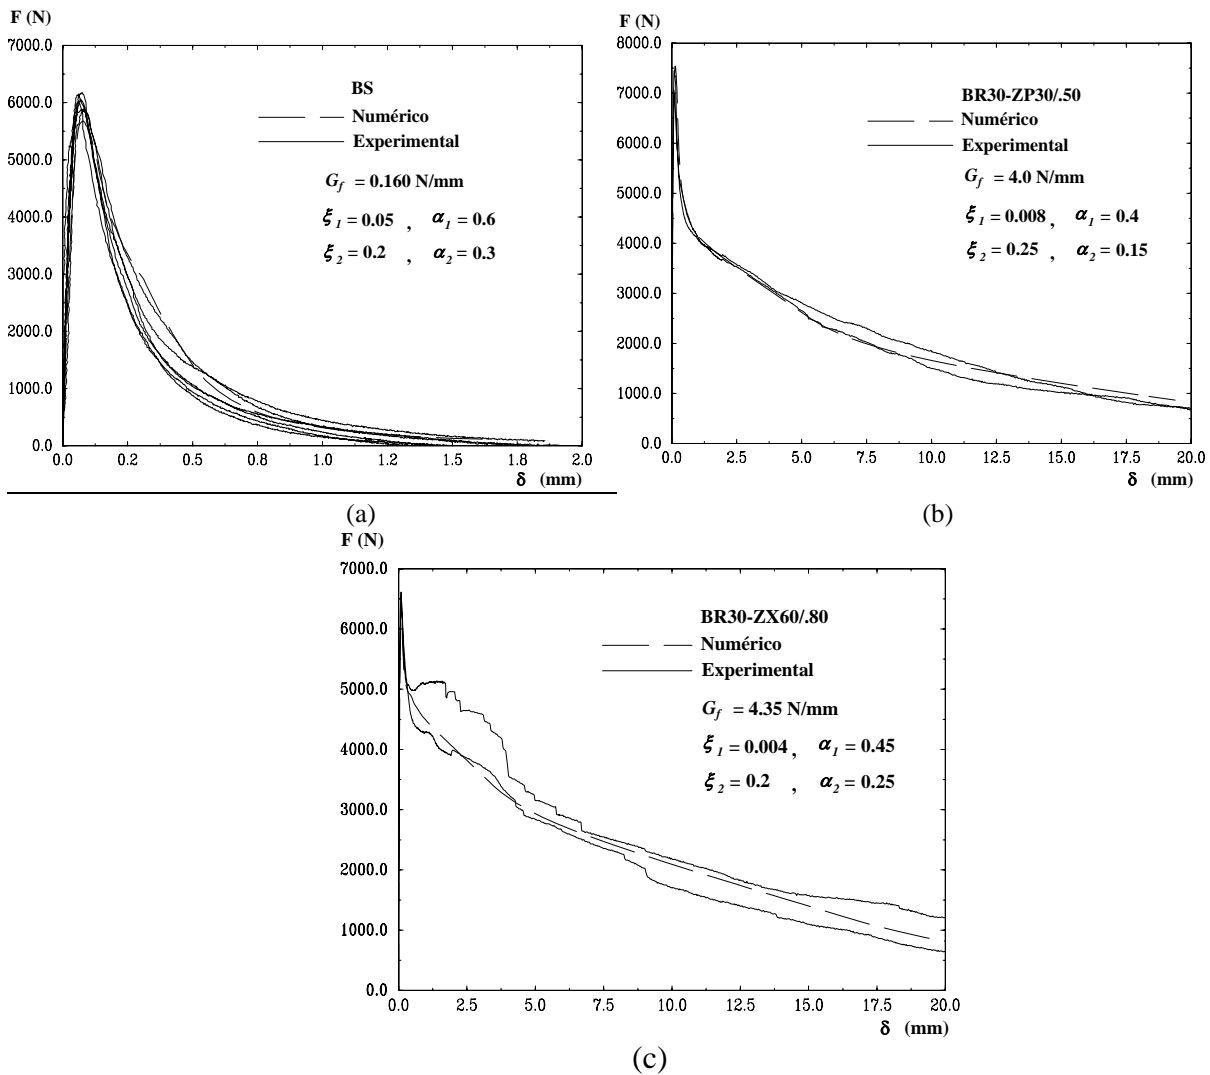 F (N)
7000.0
6000.0
5000.0
4000.0
3000.0
2000.0
1000.0
0.0
0.0 0.2 0.5 0.8 1.0 1.2 1.5 1.8 2.0
δ (mm)
BS
Numérico
Experimental
G_f = 0.160 N/mm
ξ_1 = 0.05 , α_1 = 0.6
ξ_2 = 0.2 , α_2 = 0.3
(a)
F (N)
8000.0
7000.0
6000.0
5000.0
4000.0
3000.0
2000.0
1000.0
0.0
0.0 2.5 5.0 7.5 10.0 12.5 15.0 17.5 20.0
δ (mm)
BR30-ZP30/.50
Numérico
Experimental
G_f = 4.0 N/mm
ξ_1 = 0.008 , α_1 = 0.4
ξ_2 = 0.25 , α_2 = 0.15
(b)
F (N)
7000.0
6000.0
5000.0
4000.0
3000.0
2000.0
1000.0
0.0
0.0 2.5 5.0 7.5 10.0 12.5 15.0 17.5 20.0
δ (mm)
BR30-ZX60/.80
Numérico
Experimental
G_f = 4.35 N/mm
ξ_1 = 0.004 , α_1 = 0.45
ξ_2 = 0.2 , α_2 = 0.25
(c)